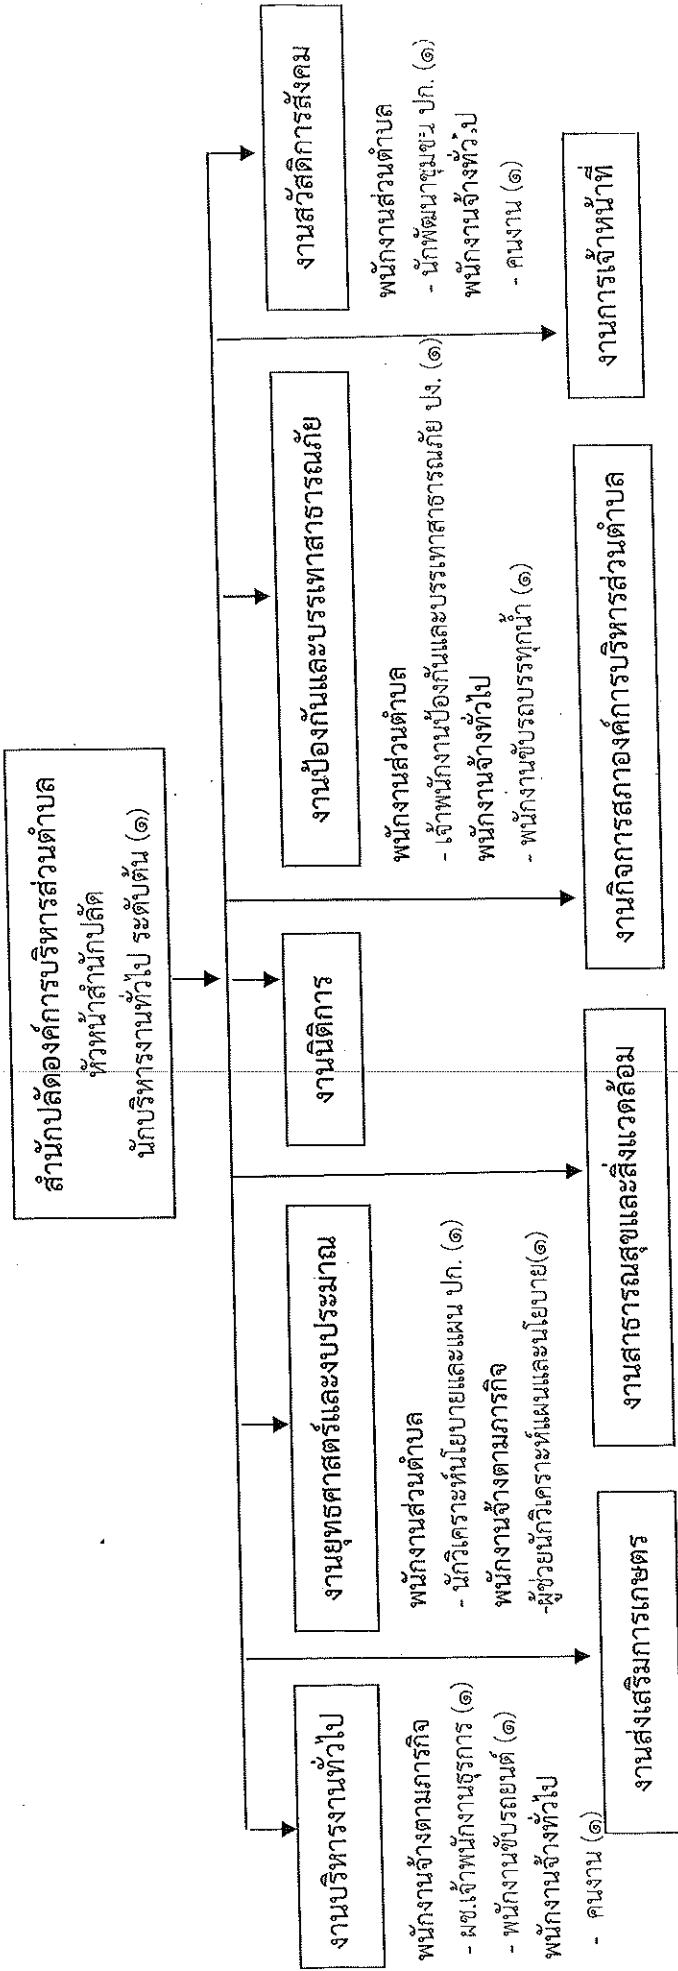 สำนักปลัดองค์การบริหารส่วนตำบล
หัวหน้าสำนักปลัด
นักบริหารงานทั่วไป ระดับต้น (๑)
งานบริหารงานทั่วไป
พนักงานจ้างตามภารกิจ
- ผช.เจ้าพนักงานธุรการ (๑)
- พนักงานขับรถยนต์ (๑)
พนักงานจ้างทั่วไป
- คนงาน (๑)
งานยุทธศาสตร์และงบประมาณ
พนักงานส่วนตำบล
- นักวิเคราะห์นโยบายและแผน ปก. (๑)
พนักงานจ้างตามภารกิจ
-ผู้ช่วยนักวิเคราะห์แผนและนโยบาย(๑)
งานนิติการ
งานป้องกันและบรรเทาสาธารณภัย
พนักงานส่วนตำบล
- เจ้าพนักงานป้องกันและบรรเทาสาธารณภัย ปง. (๑)
พนักงานจ้างทั่วไป
- พนักงานขับรถบรรทุกน้ำ (๑)
งานสวัสดิการสังคม
พนักงานส่วนตำบล
- นักพัฒนาชุมชน ปก. (๑)
พนักงานจ้างทั่วไป
- คนงาน (๑)
งานส่งเสริมการเกษตร
งานสาธารณสุขและสิ่งแวดล้อม
งานกิจการสภาองค์การบริหารส่วนตำบล
งานการเจ้าหน้าที่